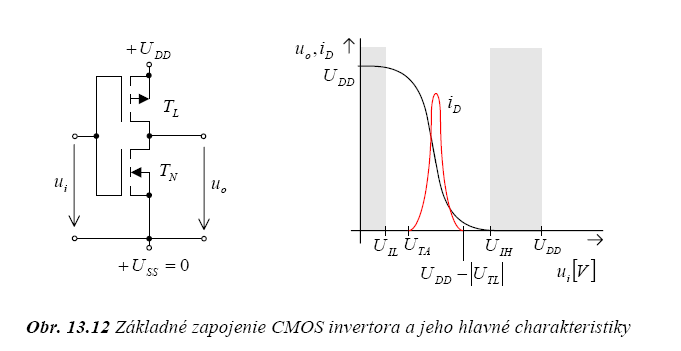 +U_DD
T_L
T_N
u_i
u_o
+U_SS = 0
u_o, i_D
U_DD
i_D
U_IL U_TA U_IH U_DD
U_DD −|U_TL| u_i[V]
Obr. 13.12 Základné zapojenie CMOS invertora a jeho hlavné charakteristiky